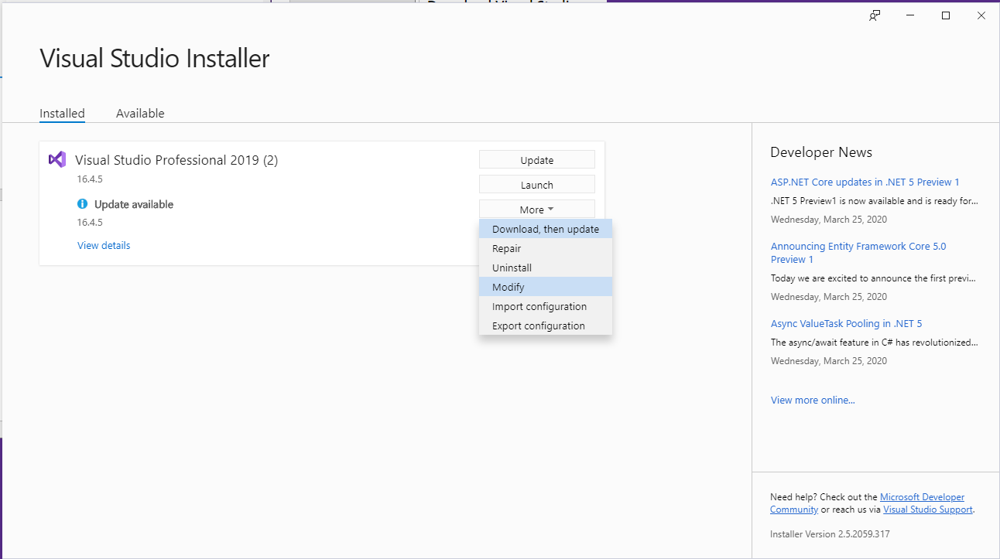 Visual Studio Installer
Installed
Available
Visual Studio Professional 2019 (2)
16.4.5
Update available
16.4.5
View details
Update
Launch
More
Download, then update
Repair
Uninstall
Modify
Import configuration
Export configuration
Developer News
ASP.NET Core updates in .NET 5 Preview 1
.NET 5 Preview1 is now available and is ready for...
Wednesday, March 25, 2020
Announcing Entity Framework Core 5.0
Preview 1
Today we are excited to announce the first previ...
Wednesday, March 25, 2020
Async ValueTask Pooling in .NET 5
The async/await feature in C# has revolutionized...
Wednesday, March 25, 2020
View more online...
Need help? Check out the Microsoft Developer
Community or reach us via Visual Studio Support.
Installer Version 2.5.2059.317